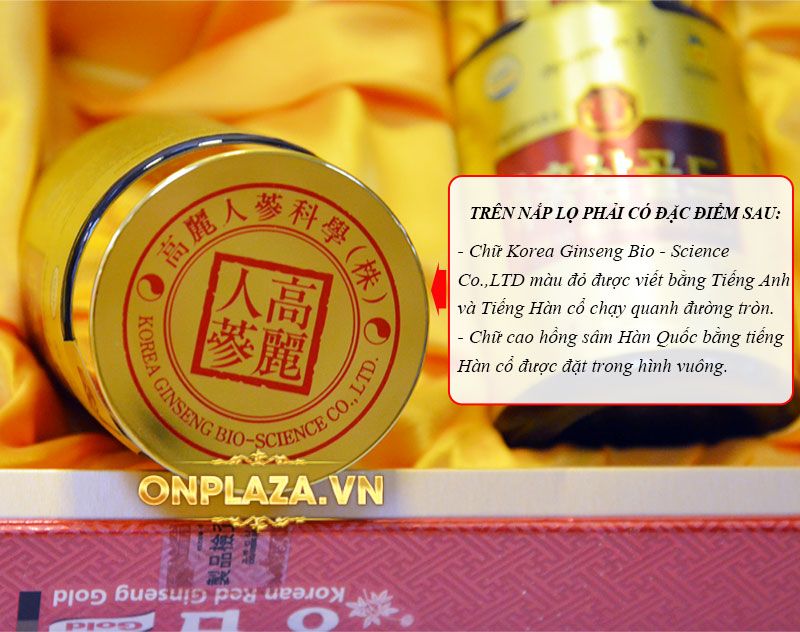 TRÊN NẮP LỌ PHẢI CÓ ĐẶC ĐIỂM SAU:
- Chữ Korea Ginseng Bio - Science
Co.,LTD màu đỏ được viết bằng Tiếng Anh
và Tiếng Hàn cổ chạy quanh đường tròn.
- Chữ cao hồng sâm Hàn Quốc bằng tiếng
Hàn cổ được đặt trong hình vuông.
高麗人蔘科學(株)
高麗
人蔘
KOREA GINSENG BIO-SCIENCE CO., LTD.
ONPLAZA.VN
Korean Red Ginseng Gold
Gold